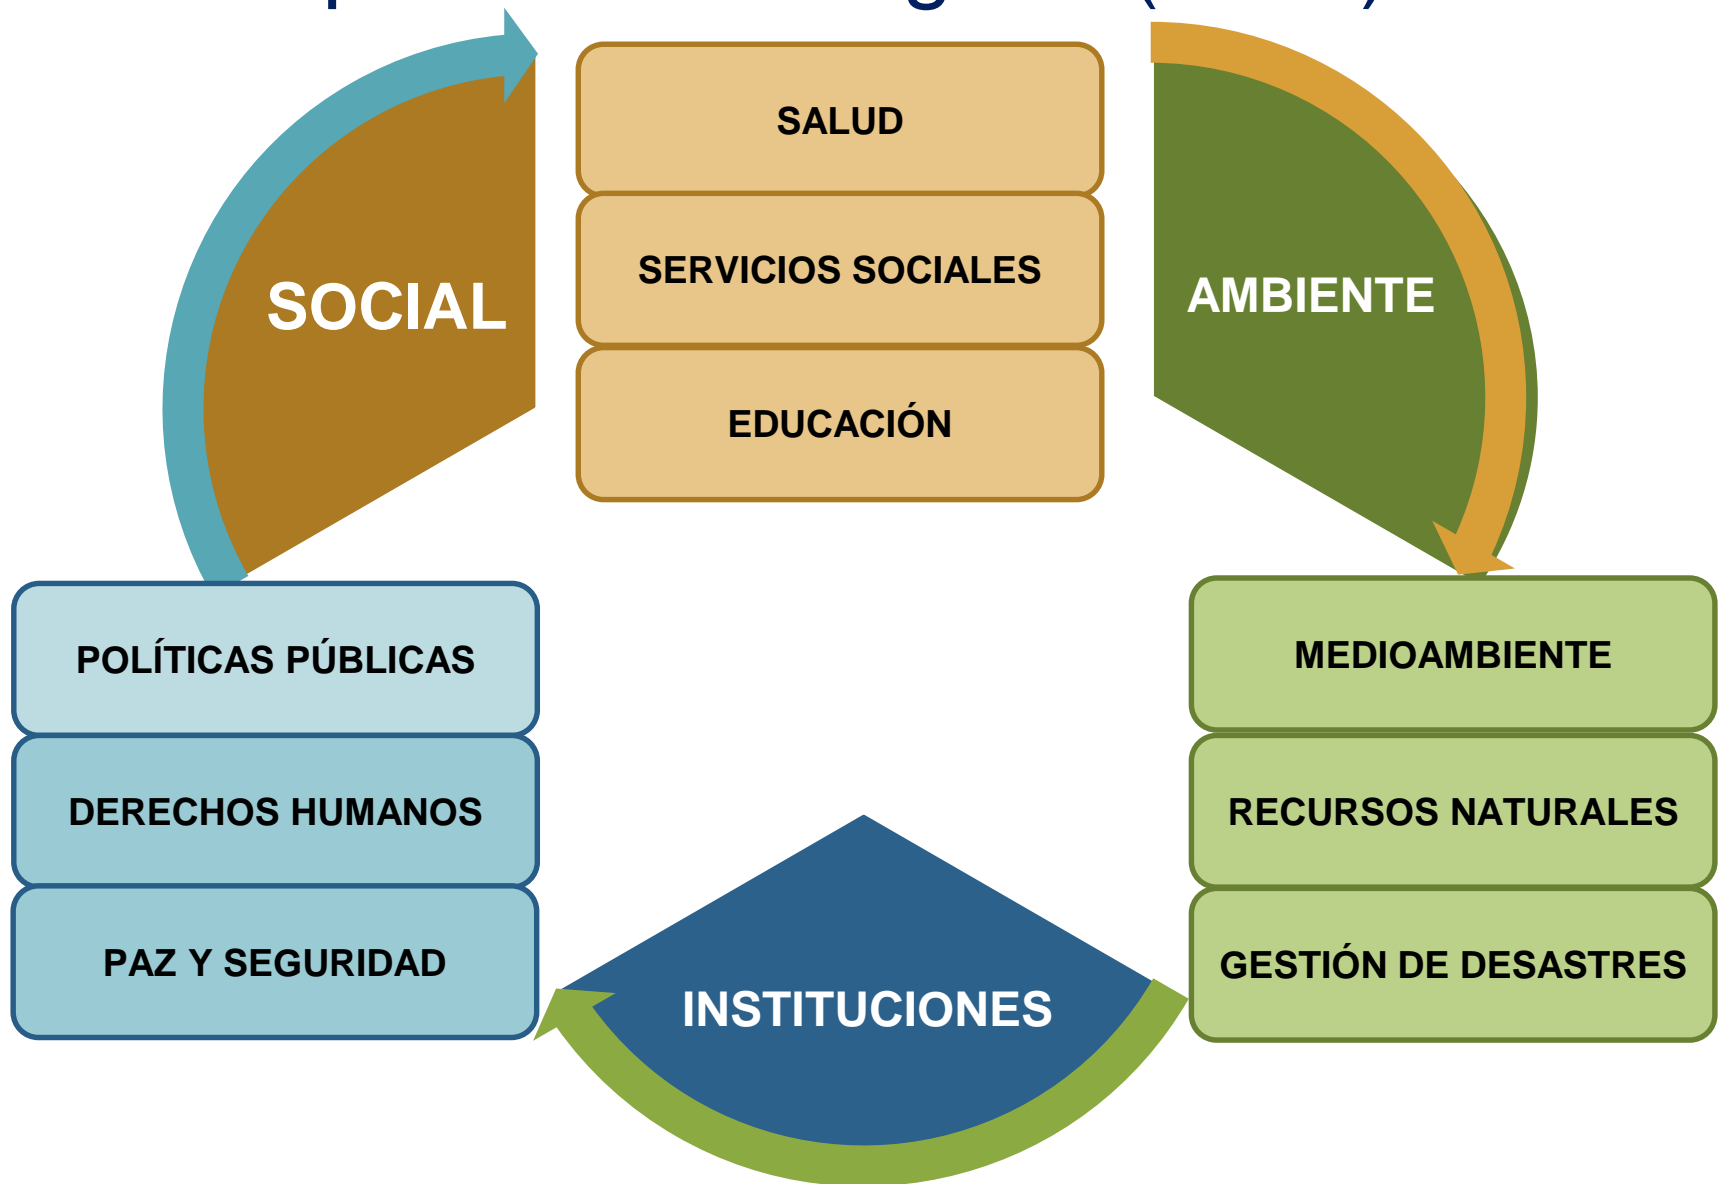 SOCIAL
SALUD
SERVICIOS SOCIALES
EDUCACIÓN
AMBIENTE
MEDIOAMBIENTE
RECURSOS NATURALES
GESTIÓN DE DESASTRES
INSTITUCIONES
POLÍTICAS PÚBLICAS
DERECHOS HUMANOS
PAZ Y SEGURIDAD